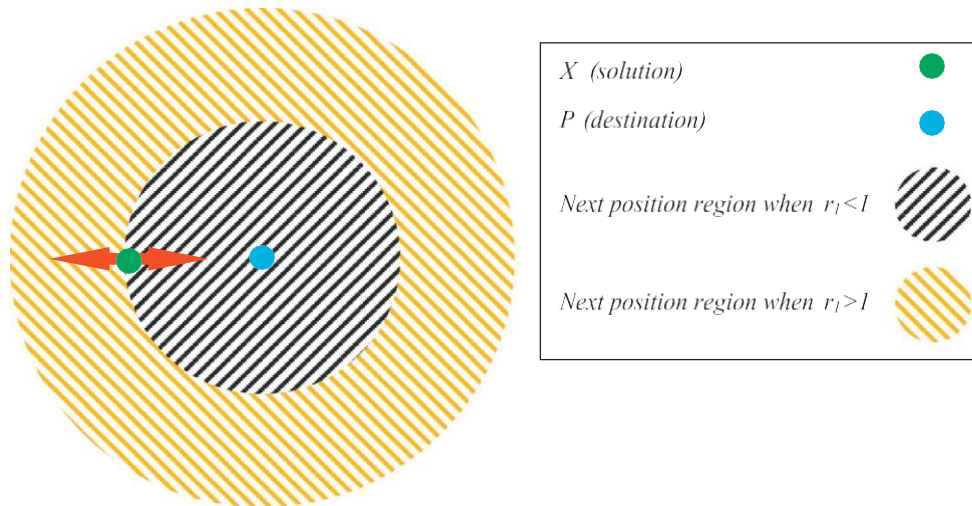 X (solution)
P (destination)
Next position region when r₁<1
Next position region when r₁>1